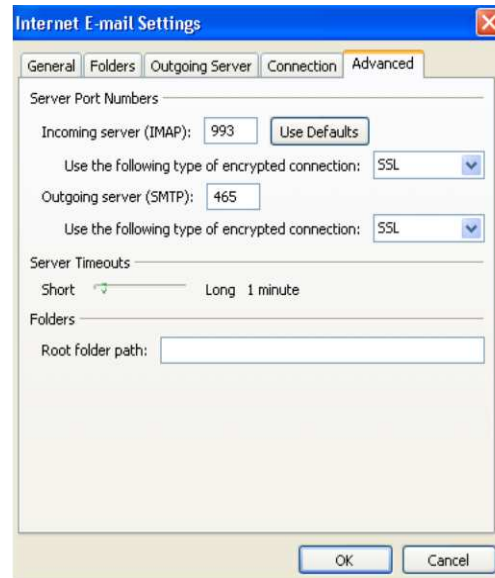 Internet E-mail Settings
General Folders Outgoing Server Connection Advanced
Server Port Numbers
Incoming server (IMAP): 993 Use Defaults
Use the following type of encrypted connection: SSL
Outgoing server (SMTP): 465
Use the following type of encrypted connection: SSL
Server Timeouts
Short Long 1 minute
Folders
Root folder path:
OK Cancel